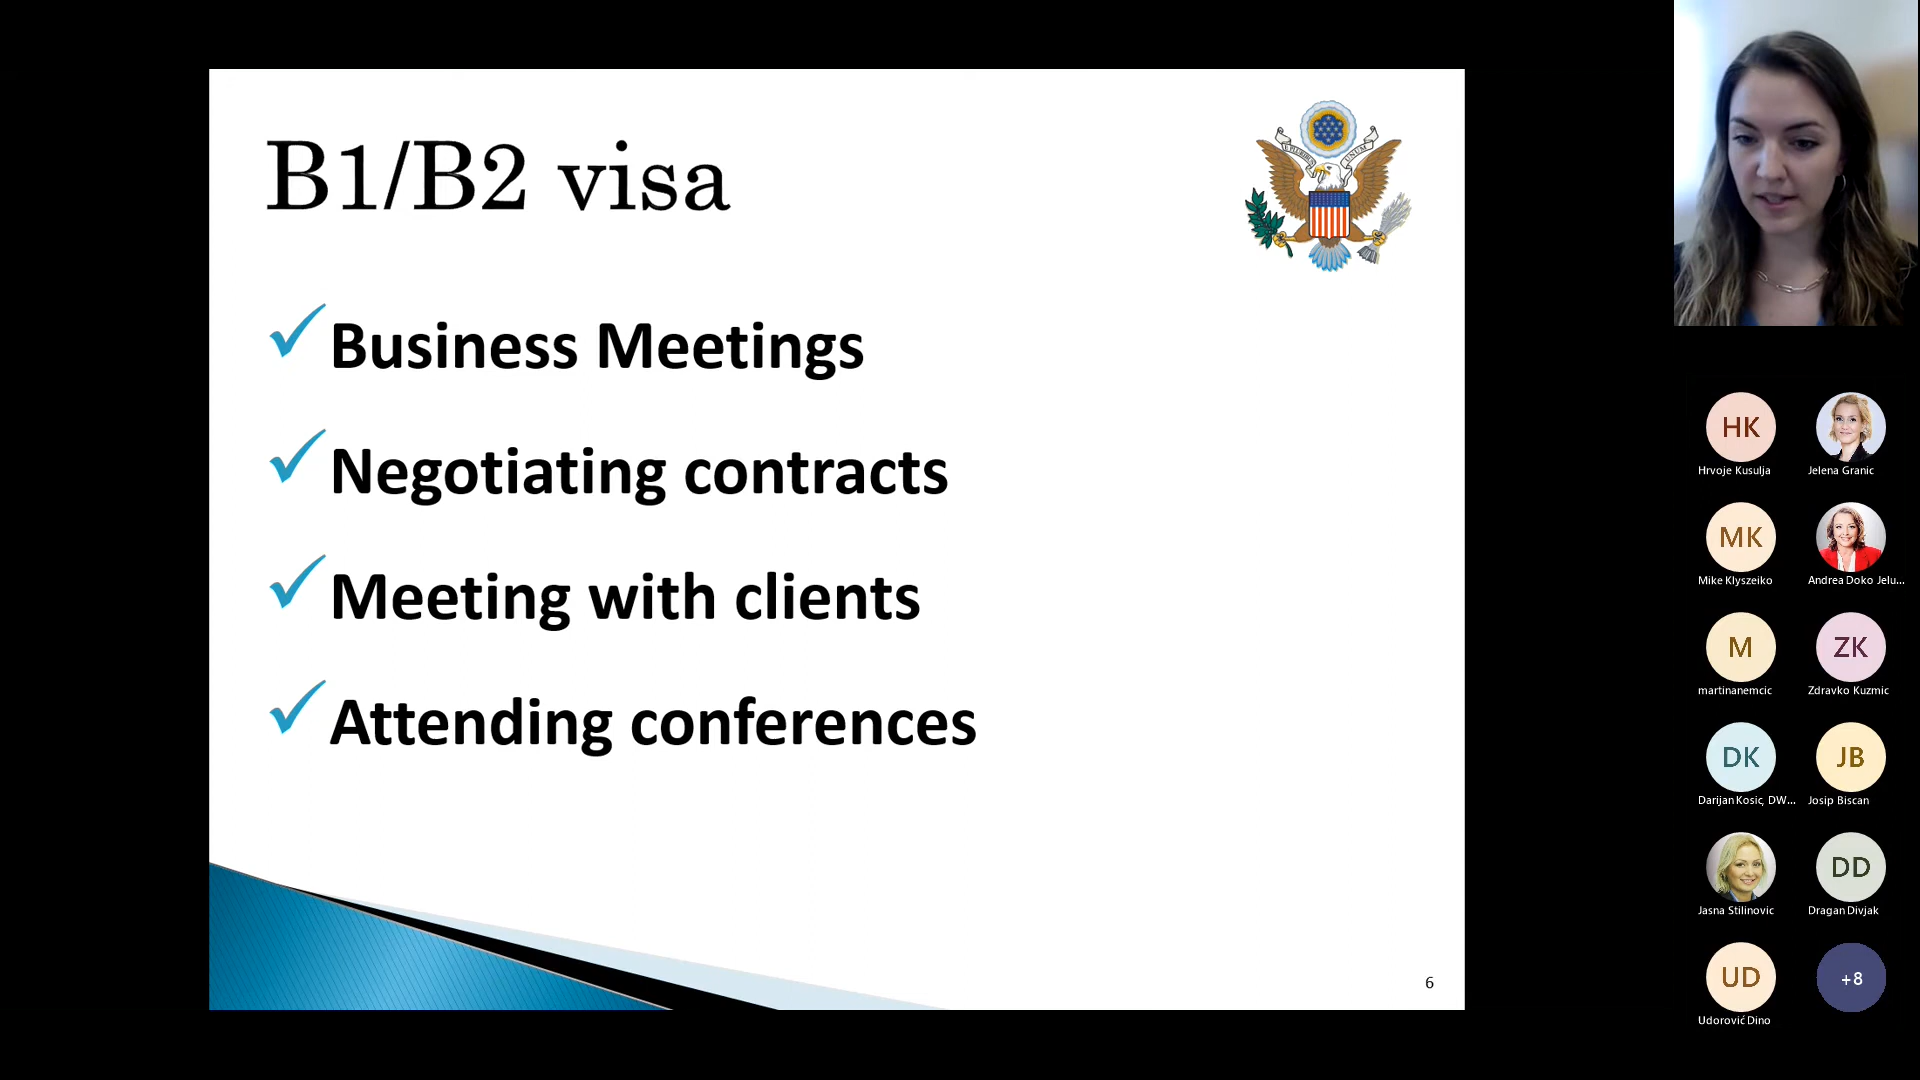 B1/B2 visa
Business Meetings
Negotiating contracts
Meeting with clients
Attending conferences
6
HK
Hrvoje Kusulja
Jelena Granic
MK
Mike Klyszeiko
Andrea Doko Jelu...
M
martinanemcic
ZK
Zdravko Kuzmic
DK
Darijan Kosic, DW...
JB
Josip Biscan
Jasna Stilinovic
DD
Dragan Divjak
UD
Udorović Dino
+8